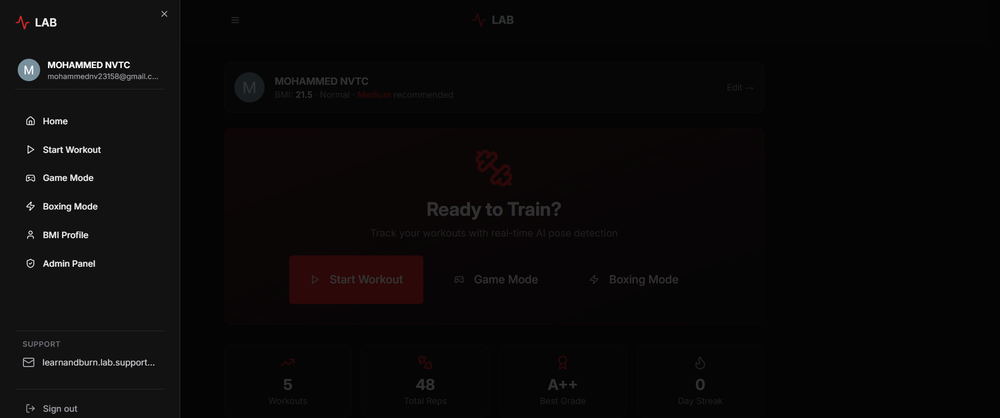 LAB
M
MOHAMMED NVTC
mohammednv23158@gmail.c...
Home
Start Workout
Game Mode
Boxing Mode
BMI Profile
Admin Panel
SUPPORT
learnandburn.lab.support...
Sign out
LAB
M
MOHAMMED NVTC
BMI: 21.5 · Normal · Medium recommended
Edit →
Ready to Train?
Track your workouts with real-time AI pose detection
Start Workout
Game Mode
Boxing Mode
5
Workouts
48
Total Reps
A++
Best Grade
0
Day Streak